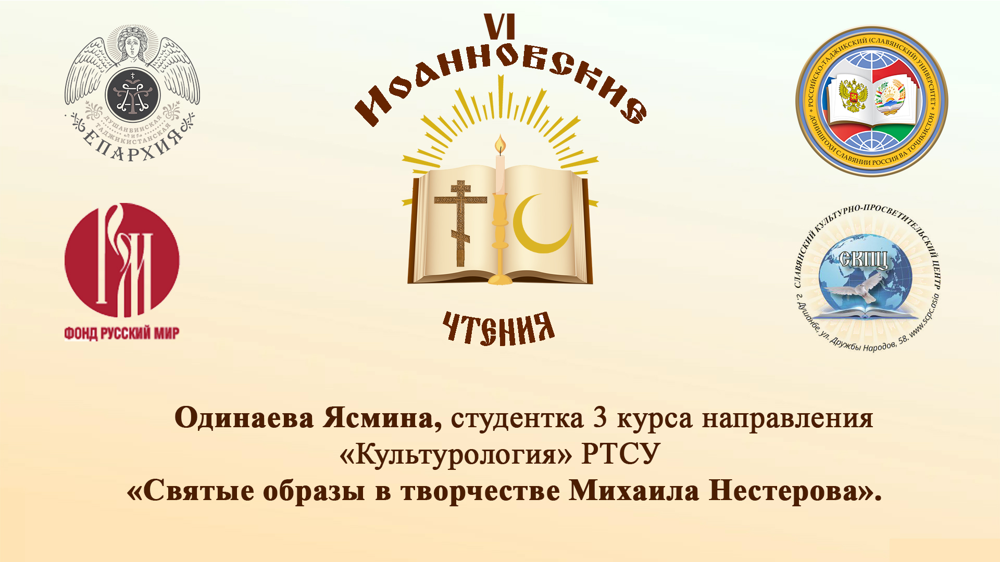 VI
Иоанновские
чтения
ДУШАНБИНСКАЯ
И
ТАДЖИКИСТАНСКАЯ
ЕПАРХИЯ
* РОССИЙСКО-ТАДЖИКСКИЙ (СЛАВЯНСКИЙ) УНИВЕРСИТЕТ *
ДОНИШГОҲИ СЛАВЯНИИ РОССИЯ ВА ТОҶИКИСТОН
РМ
ФОНД РУССКИЙ МИР
СЛАВЯНСКИЙ КУЛЬТУРНО-ПРОСВЕТИТЕЛЬСКИЙ ЦЕНТР
СКПЦ
г. Душанбе, ул. Дружбы Народов, 58. www.scpc.asia
Одинаева Ясмина, студентка 3 курса направления
«Культурология» РТСУ
«Святые образы в творчестве Михаила Нестерова».